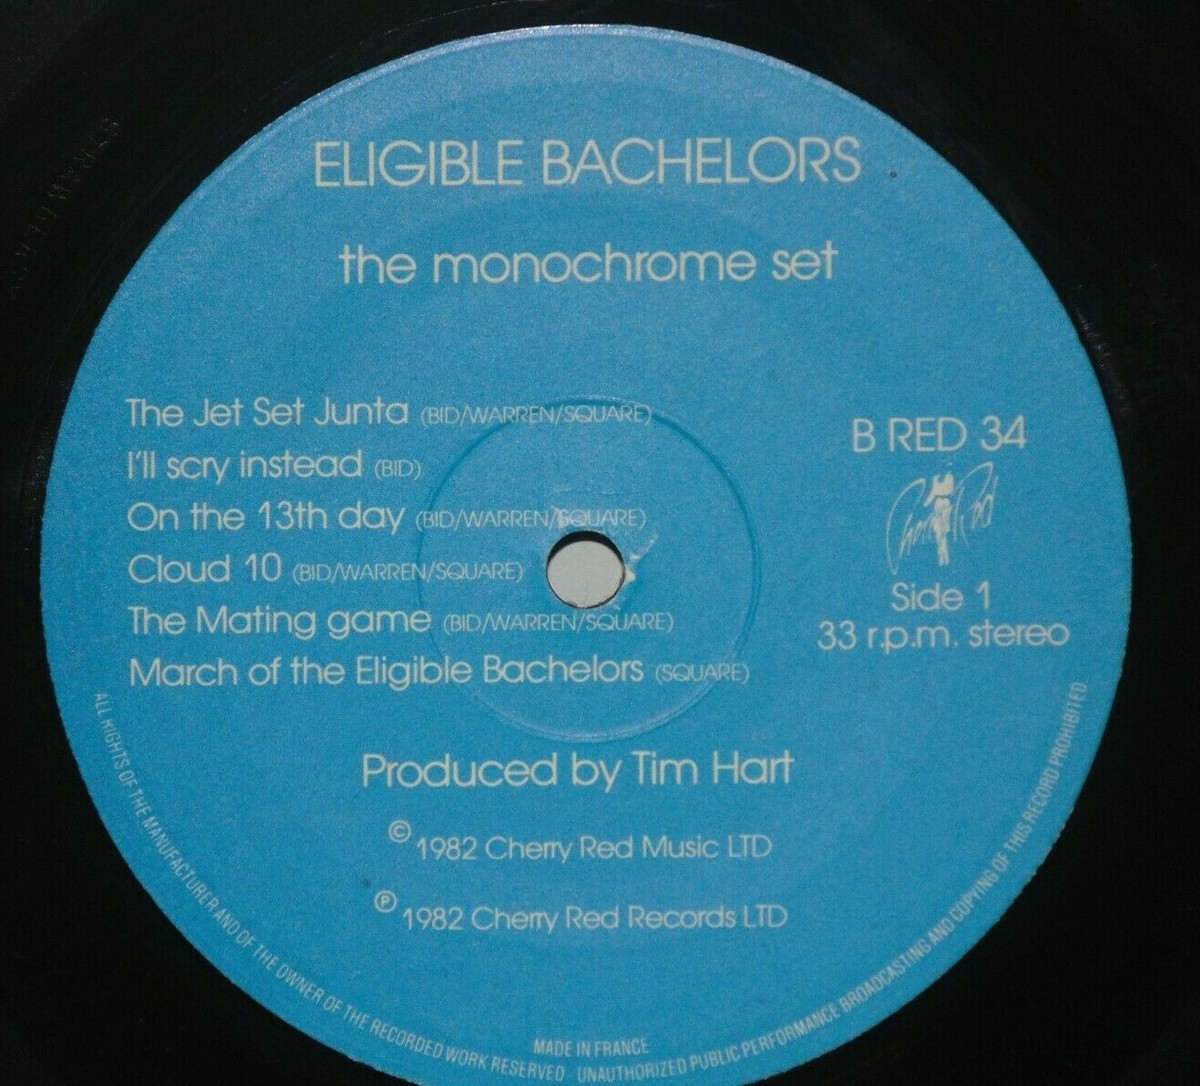 ELIGIBLE BACHELORS
the monochrome set
The Jet Set Junta (BID/WARREN/SQUARE)
I'll scry instead (BID)
On the 13th day (BID/WARREN/SQUARE)
Cloud 10 (BID/WARREN/SQUARE)
The Mating game (BID/WARREN/SQUARE)
March of the Eligible Bachelors (SQUARE)
B RED 34
Cherry Red
Side 1
33 r.p.m. stereo
Produced by Tim Hart
© 1982 Cherry Red Music LTD
℗ 1982 Cherry Red Records LTD
ALL RIGHTS OF THE MANUFACTURER AND OF THE OWNER OF THE RECORDED WORK RESERVED. UNAUTHORIZED PUBLIC PERFORMANCE BROADCASTING AND COPYING OF THIS RECORD PROHIBITED
MADE IN FRANCE
STRAWBERRY